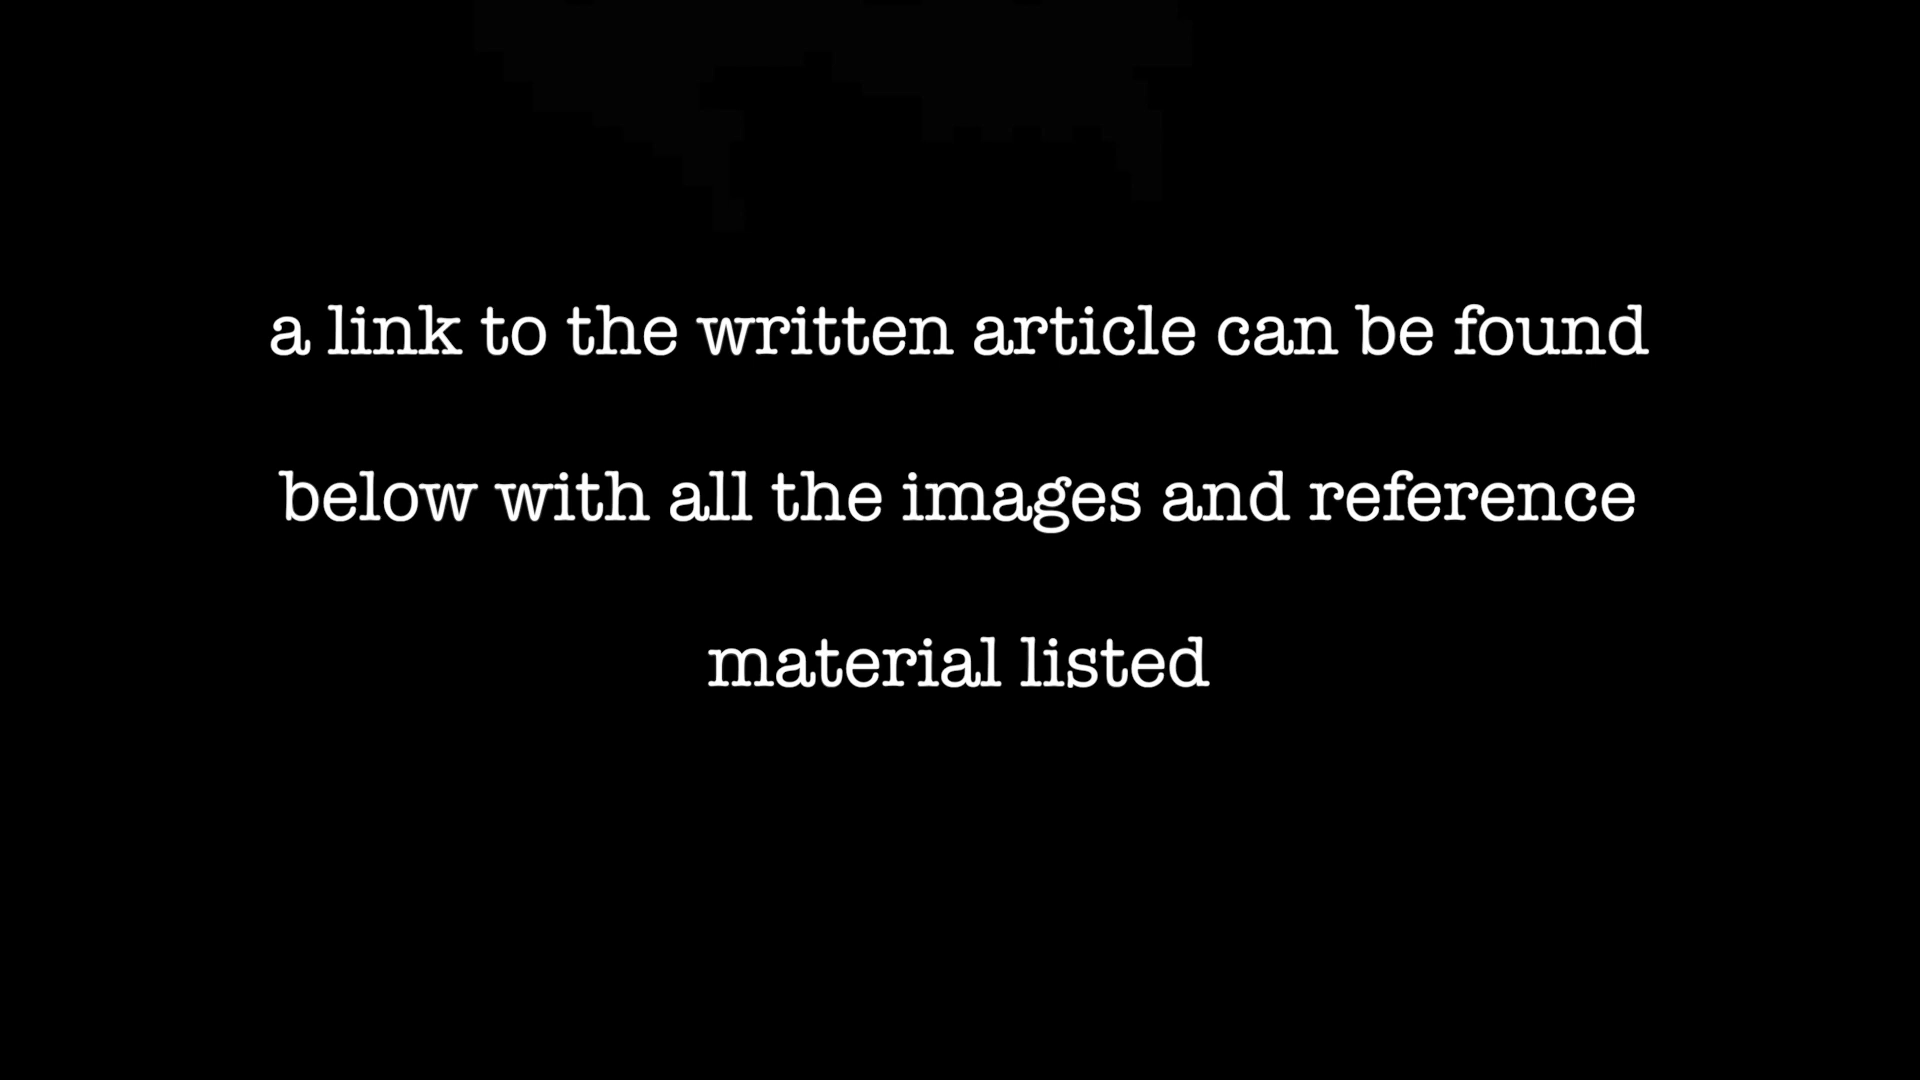 a link to the written article can be found
below with all the images and reference
material listed